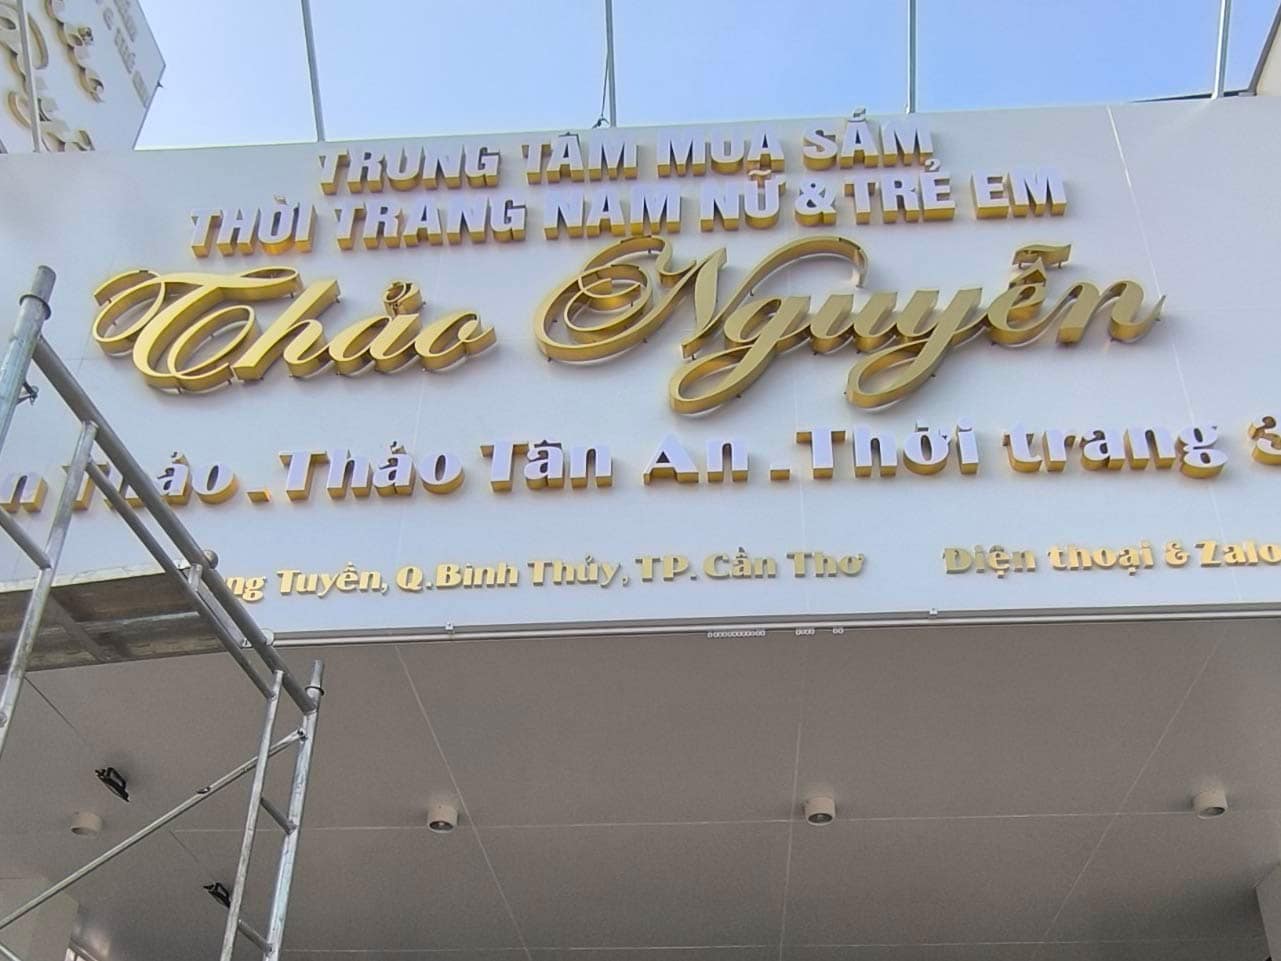 TRUNG TÂM MUA SẮM
THỜI TRANG NAM NỮ & TRẺ EM
Thảo Nguyễn
Thảo - Thảo Tân An - Thời trang 3
Tuyền, Q.Bình Thủy, TP.Cần Thơ
Điện thoại & Zalo